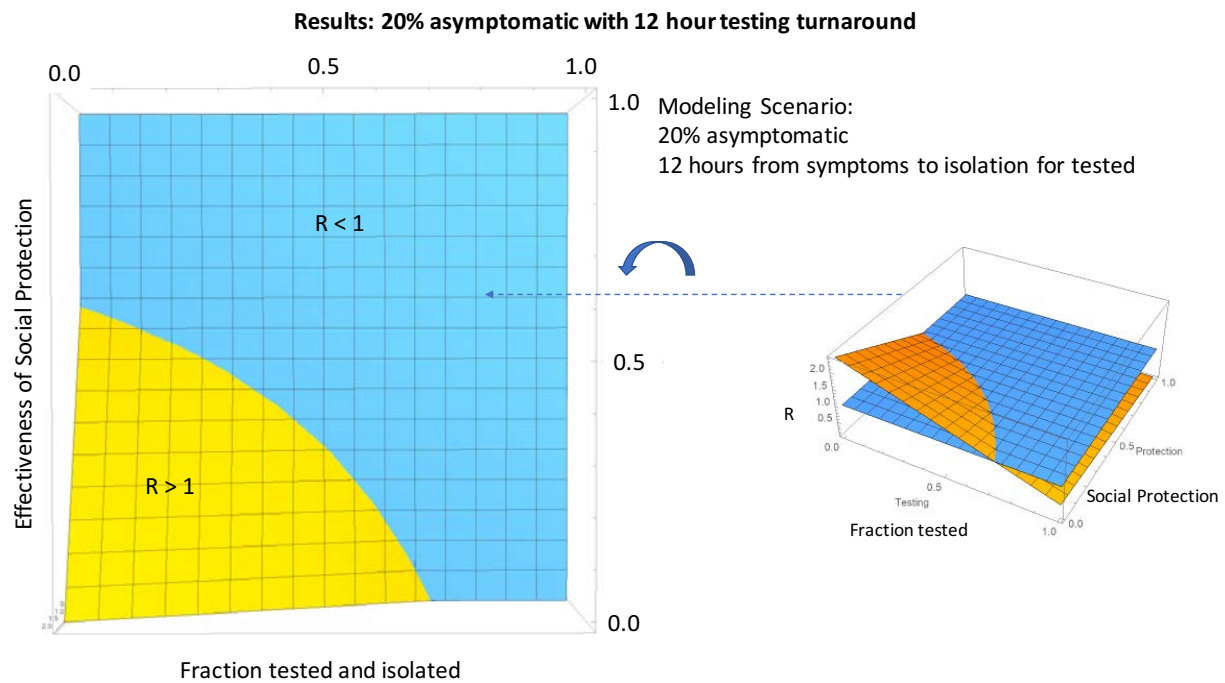 Results: 20% asymptomatic with 12 hour testing turnaround
0.0
0.5
1.0
1.0
Modeling Scenario:
20% asymptomatic
12 hours from symptoms to isolation for tested
Effectiveness of Social Protection
R < 1
R > 1
0.5
0.0
Fraction tested and isolated
2.0
1.5
1.0
0.5
R
0.0
0.5
Testing
1.0
Fraction tested
0.0
0.5
1.0
Protection
Social Protection